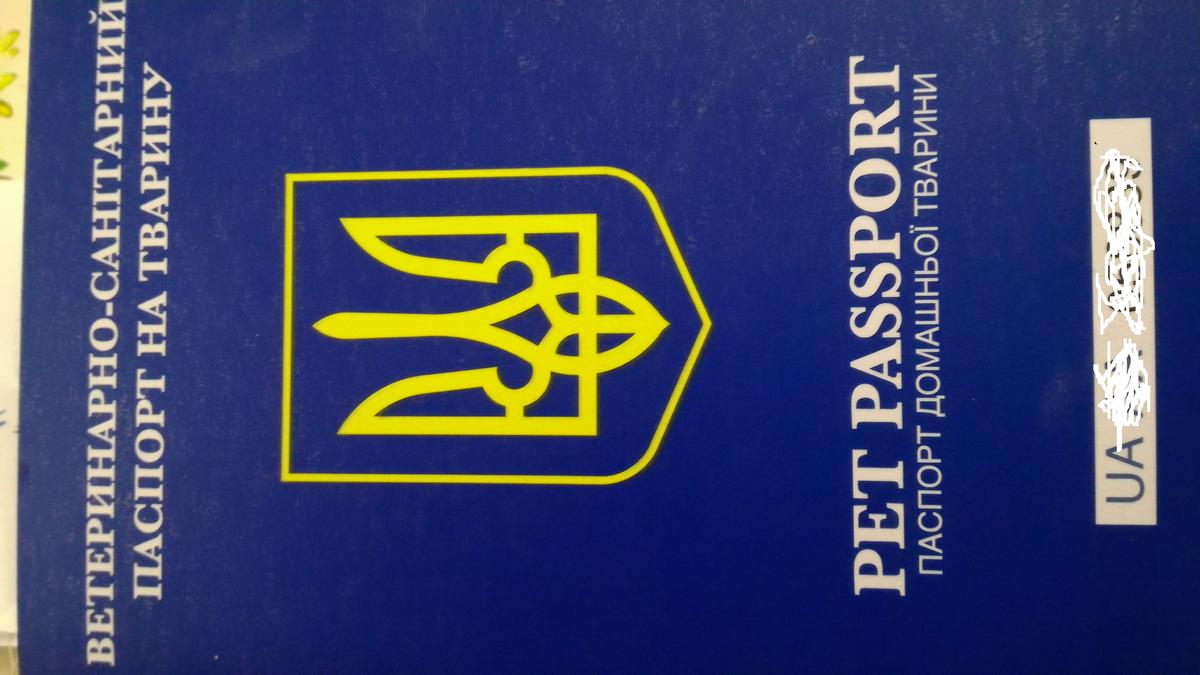 ВЕТЕРИНАРНО-САНІТАРНИЙ
ПАСПОРТ НА ТВАРИНУ
PET PASSPORT
ПАСПОРТ ДОМАШНЬОЇ ТВАРИНИ
UA